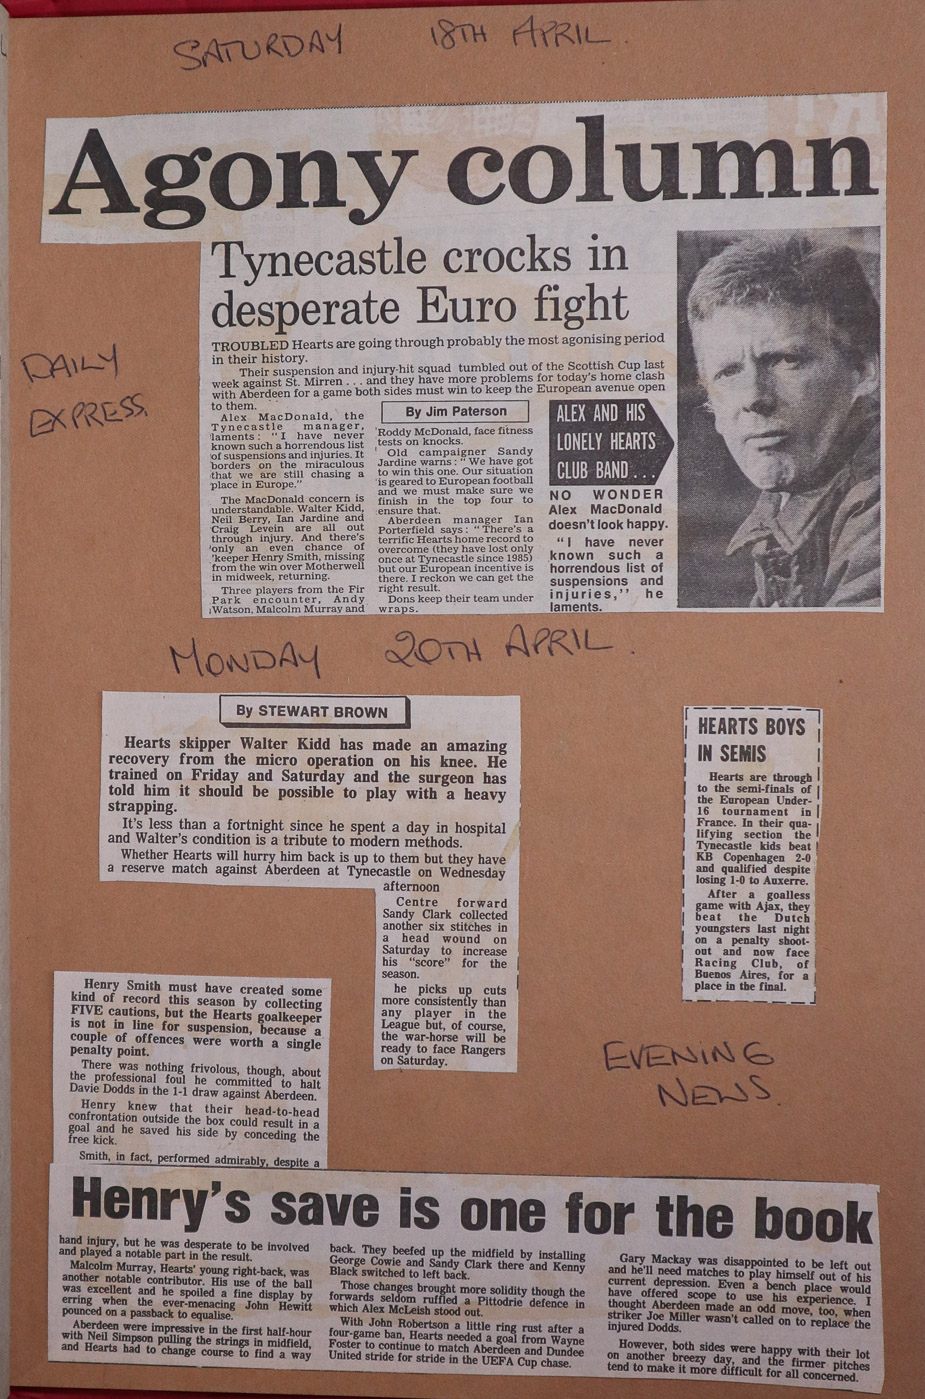 SATURDAY 18TH APRIL.
Agony column
Tynecastle crocks in
desperate Euro fight
DAILY
EXPRESS.
TROUBLED Hearts are going through probably the most agonising period
in their history.
Their suspension and injury-hit squad tumbled out of the Scottish Cup last
week against St. Mirren . . . and they have more problems for today's home clash
with Aberdeen for a game both sides must win to keep the European avenue open
to them.
Alex MacDonald, the
Tynecastle manager,
laments: "I have never
known such a horrendous list
of suspensions and injuries. It
borders on the miraculous
that we are still chasing a
place in Europe."
The MacDonald concern is
understandable. Walter Kidd,
Neil Berry, Ian Jardine and
Craig Levein are all out
through injury. And there's
only an even chance of
'keeper Henry Smith, missing
from the win over Motherwell
in midweek, returning.
Three players from the Fir
Park encounter, Andy
Watson, Malcolm Murray and
By Jim Paterson
Roddy McDonald, face fitness
tests on knocks.
Old campaigner Sandy
Jardine warns: "We have got
to win this one. Our situation
is geared to European football
and we must make sure we
finish in the top four to
ensure that.
Aberdeen manager Ian
Porterfield says: "There's a
terrific Hearts home record to
overcome (they have lost only
once at Tynecastle since 1985)
but our European incentive is
there. I reckon we can get the
right result.
Dons keep their team under
wraps.
ALEX AND HIS
LONELY HEARTS
CLUB BAND . . .
NO WONDER
Alex MacDonald
doesn't look happy.
"I have never
known such a
horrendous list of
suspensions and
injuries," he
laments.
MONDAY 20TH APRIL.
By STEWART BROWN
Hearts skipper Walter Kidd has made an amazing
recovery from the micro operation on his knee. He
trained on Friday and Saturday and the surgeon has
told him it should be possible to play with a heavy
strapping.
It's less than a fortnight since he spent a day in hospital
and Walter's condition is a tribute to modern methods.
Whether Hearts will hurry him back is up to them but they have
a reserve match against Aberdeen at Tynecastle on Wednesday
afternoon
Centre forward
Sandy Clark collected
another six stitches in
a head wound on
Saturday to increase
his "score" for the
season.
he picks up cuts
more consistently than
any player in the
League but, of course,
the war-horse will be
ready to face Rangers
on Saturday.
HEARTS BOYS
IN SEMIS
Hearts are through
to the semi-finals of
the European Under-
16 tournament in
France. In their qua-
lifying section the
Tynecastle kids beat
KB Copenhagen 2-0
and qualified despite
losing 1-0 to Auxerre.
After a goalless
game with Ajax, they
beat the Dutch
youngsters last night
on a penalty shoot-
out and now face
Racing Club, of
Buenos Aires, for a
place in the final.
EVENING
NEWS.
Henry Smith must have created some
kind of record this season by collecting
FIVE cautions, but the Hearts goalkeeper
is not in line for suspension, because a
couple of offences were worth a single
penalty point.
There was nothing frivolous, though, about
the professional foul he committed to halt
Davie Dodds in the 1-1 draw against Aberdeen.
Henry knew that their head-to-head
confrontation outside the box could result in a
goal and he saved his side by conceding the
free kick.
Smith, in fact, performed admirably, despite a
Henry's save is one for the book
hand injury, but he was desperate to be involved
and played a notable part in the result.
Malcolm Murray, Hearts' young right-back, was
another notable contributor. His use of the ball
was excellent and he spoiled a fine display by
erring when the ever-menacing John Hewitt
pounced on a passback to equalise.
Aberdeen were impressive in the first half-hour
with Neil Simpson pulling the strings in midfield,
and Hearts had to change course to find a way
back. They beefed up the midfield by installing
George Cowie and Sandy Clark there and Kenny
Black switched to left back.
Those changes brought more solidity though the
forwards seldom ruffled a Pittodrie defence in
which Alex McLeish stood out.
With John Robertson a little ring rust after a
four-game ban, Hearts needed a goal from Wayne
Foster to continue to match Aberdeen and Dundee
United stride for stride in the UEFA Cup chase.
Gary Mackay was disappointed to be left out
and he'll need matches to play himself out of his
current depression. Even a bench place would
have offered scope to use his experience. I
thought Aberdeen made an odd move, too, when
striker Joe Miller wasn't called on to replace the
injured Dodds.
However, both sides were happy with their lot
on another breezy day, and the firmer pitches
tend to make it more difficult for all concerned.